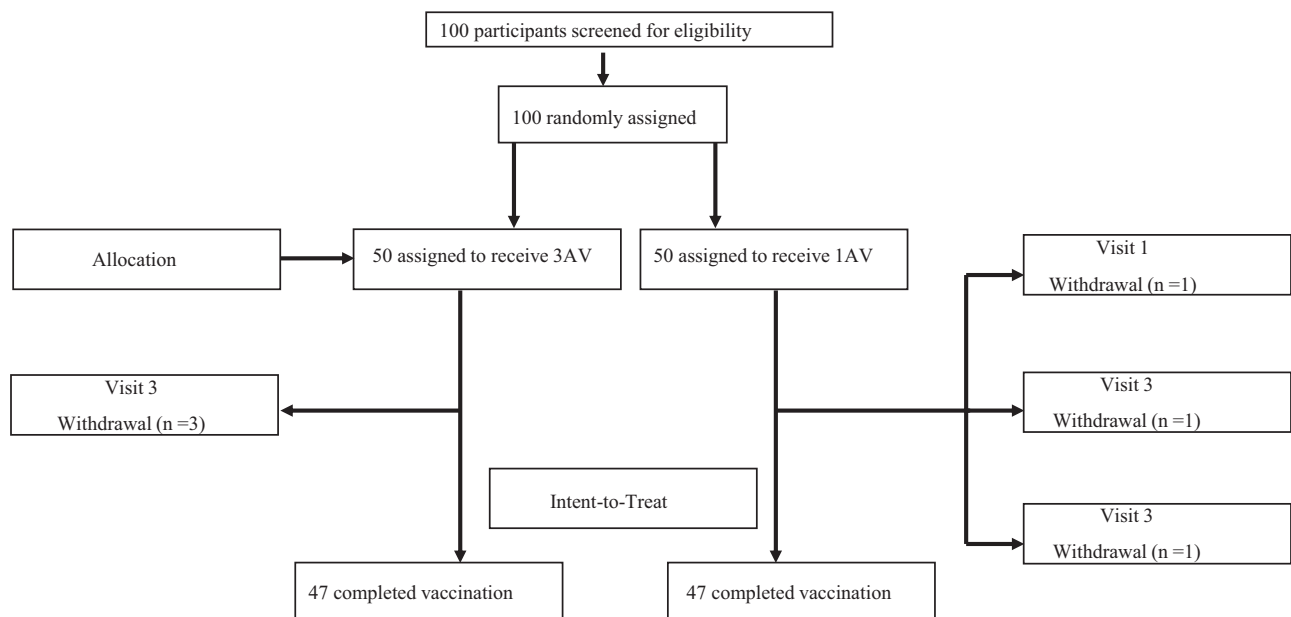 100 participants screened for eligibility
100 randomly assigned
Allocation
50 assigned to receive 3AV
50 assigned to receive 1AV
Visit 1
Withdrawal (n =1)
Visit 3
Withdrawal (n =3)
Visit 3
Withdrawal (n =1)
Intent-to-Treat
Visit 3
Withdrawal (n =1)
47 completed vaccination
47 completed vaccination